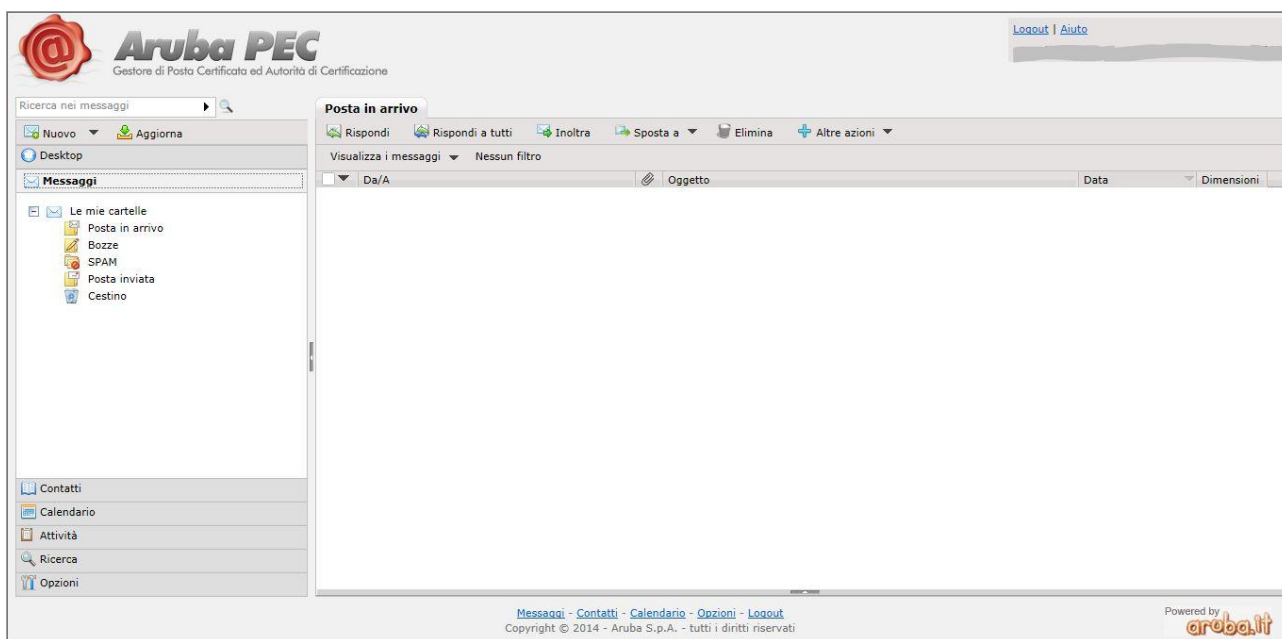 Aruba PEC
Gestore di Posta Certificata ed Autorità di Certificazione
Logout | Aiuto
Ricerca nei messaggi
Nuovo Aggiorna
Desktop
Messaggi
Le mie cartelle
Posta in arrivo
Bozze
SPAM
Posta inviata
Cestino
Contatti
Calendario
Attività
Ricerca
Opzioni
Posta in arrivo
Rispondi Rispondi a tutti Inoltra Sposta a Elimina Altre azioni
Visualizza i messaggi Nessun filtro
Da/A Oggetto Data Dimensioni
Messaggi - Contatti - Calendario - Opzioni - Logout
Copyright © 2014 - Aruba S.p.A. - tutti i diritti riservati
Powered by
aruba.it